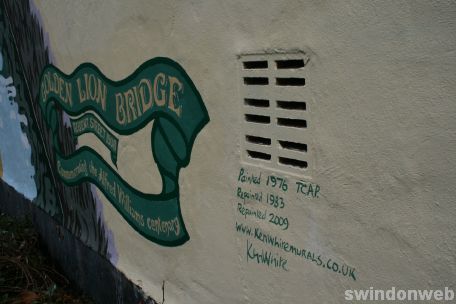 GOLDEN LION BRIDGE
REGENT STREET
commemorating the Alfred Williams centenary
Painted 1976 TCAP.
Repainted 1983
Repainted 2009
www.KenWhitemurals.co.uk
Ken White
swindonweb